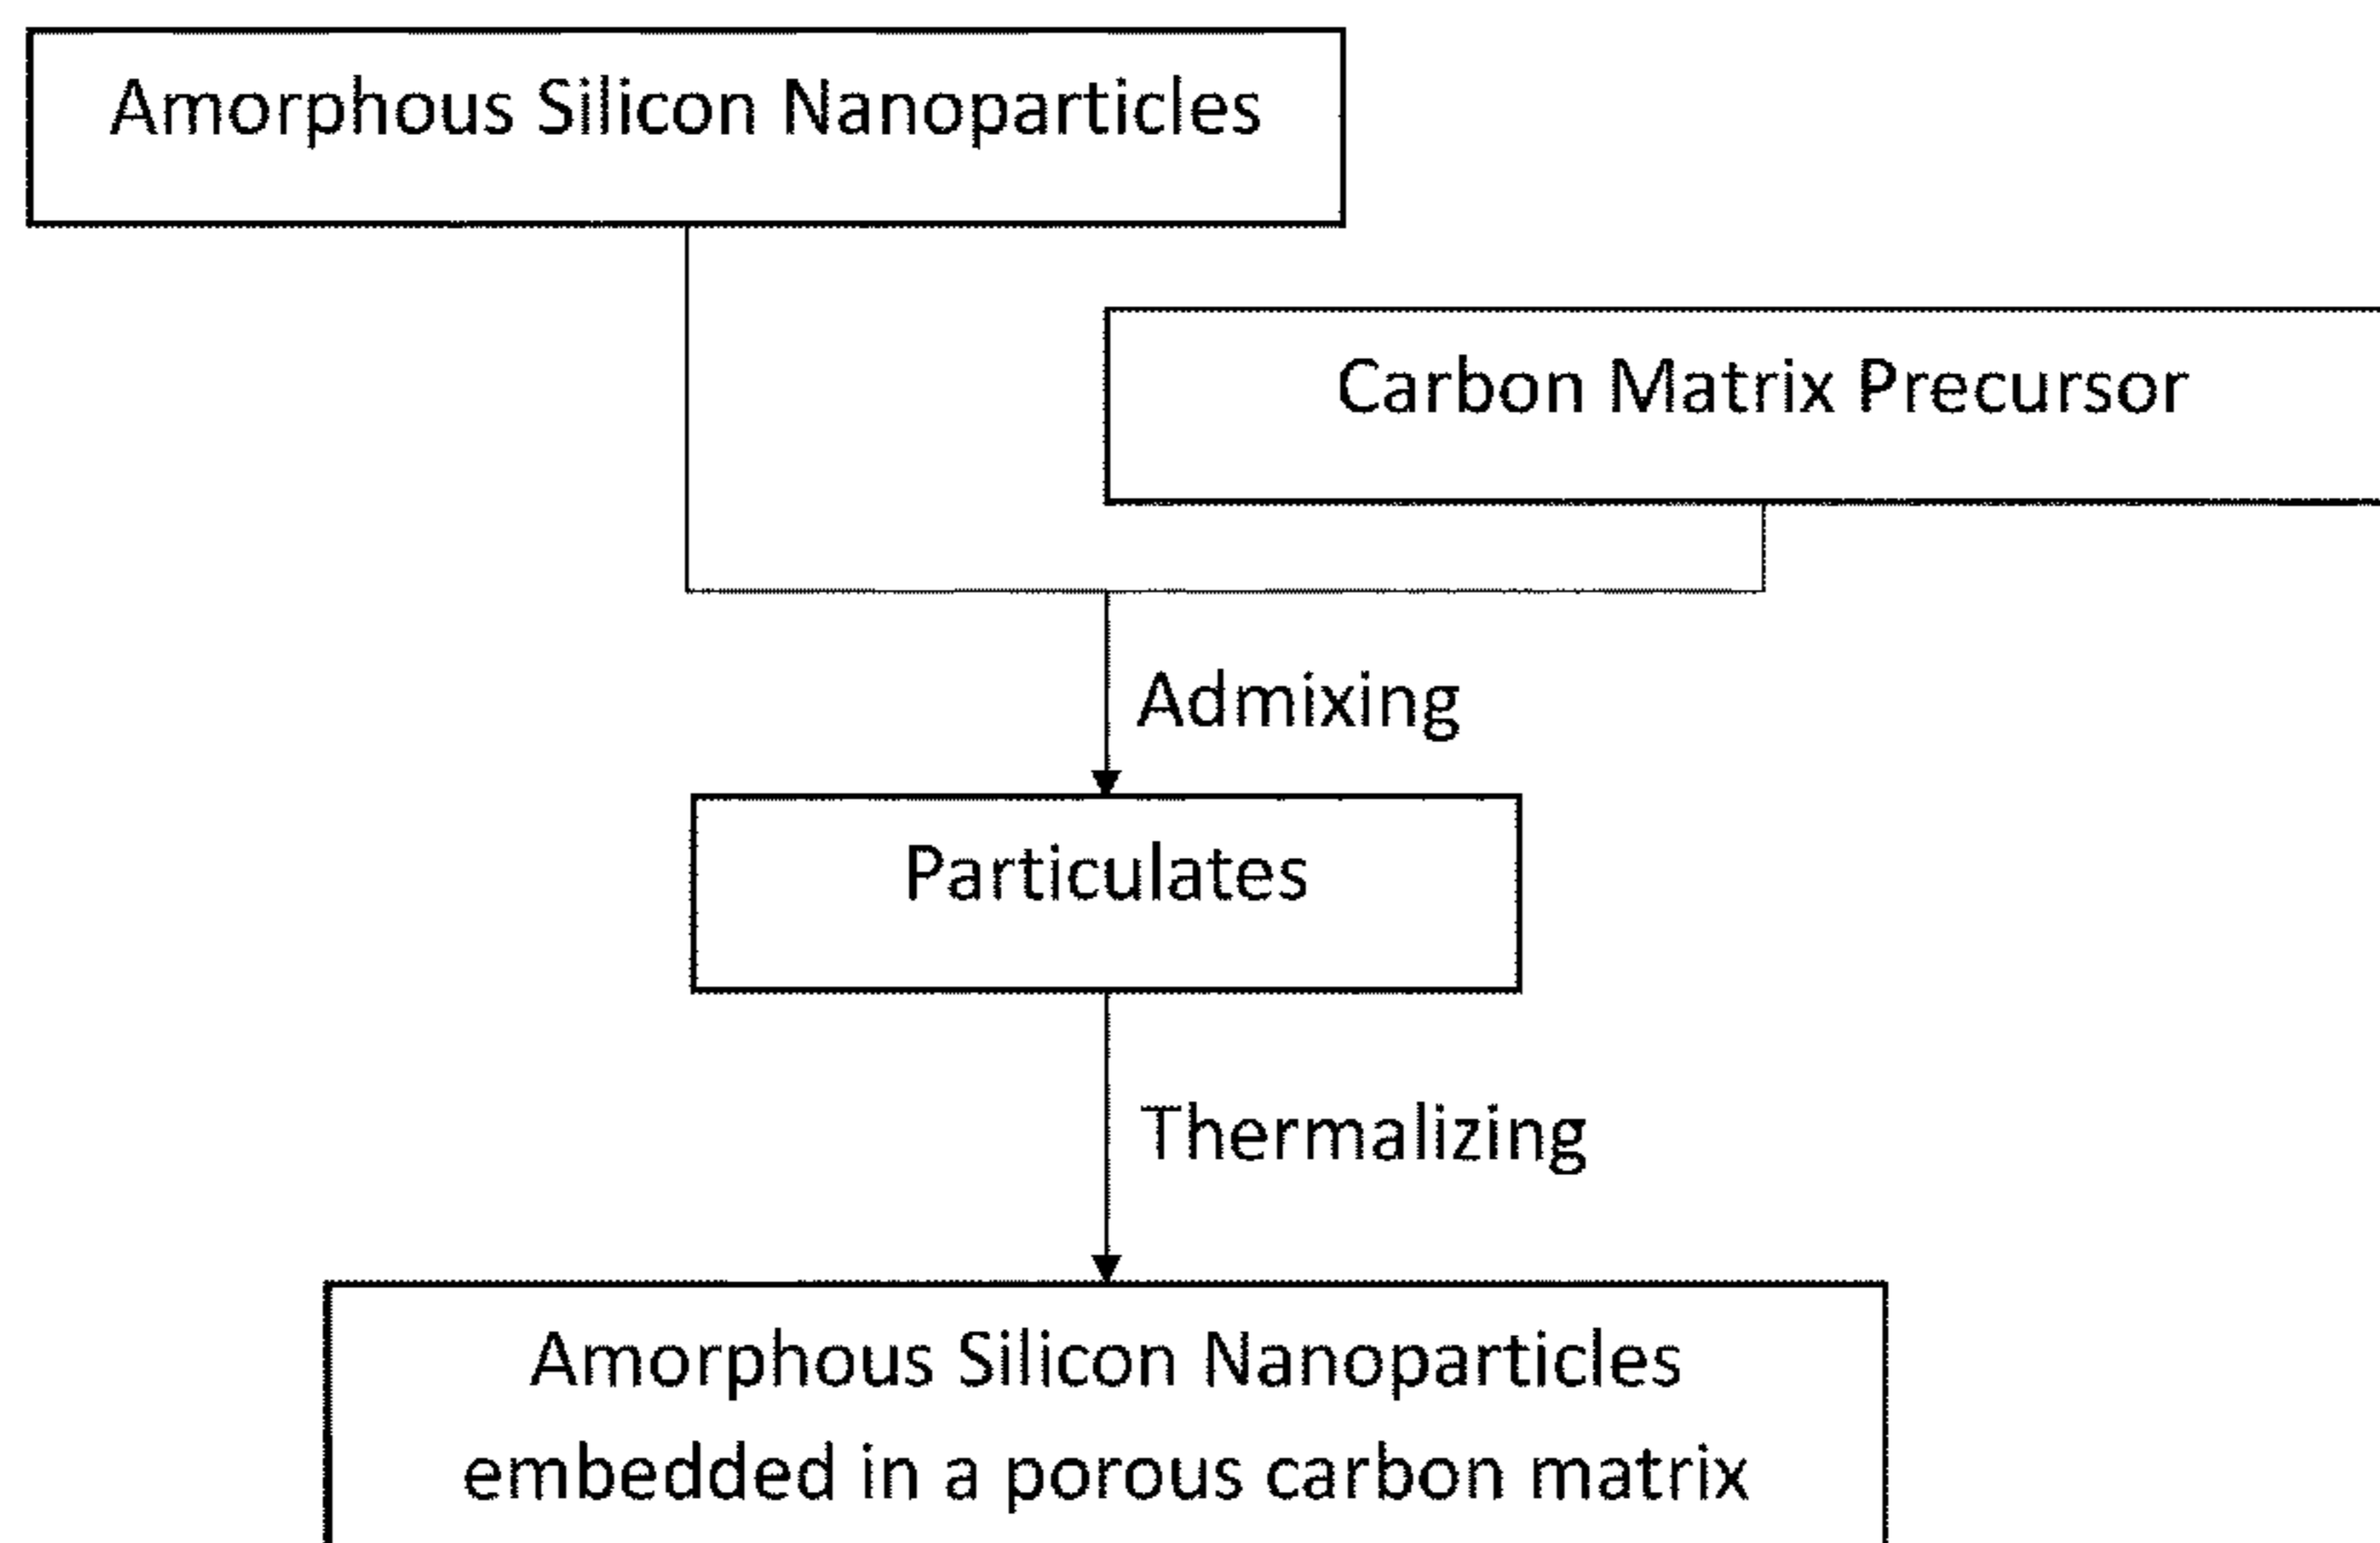 Amorphous Silicon Nanoparticles
Carbon Matrix Precursor
Admixing
Particulates
Thermalizing
Amorphous Silicon Nanoparticles
embedded in a porous carbon matrix